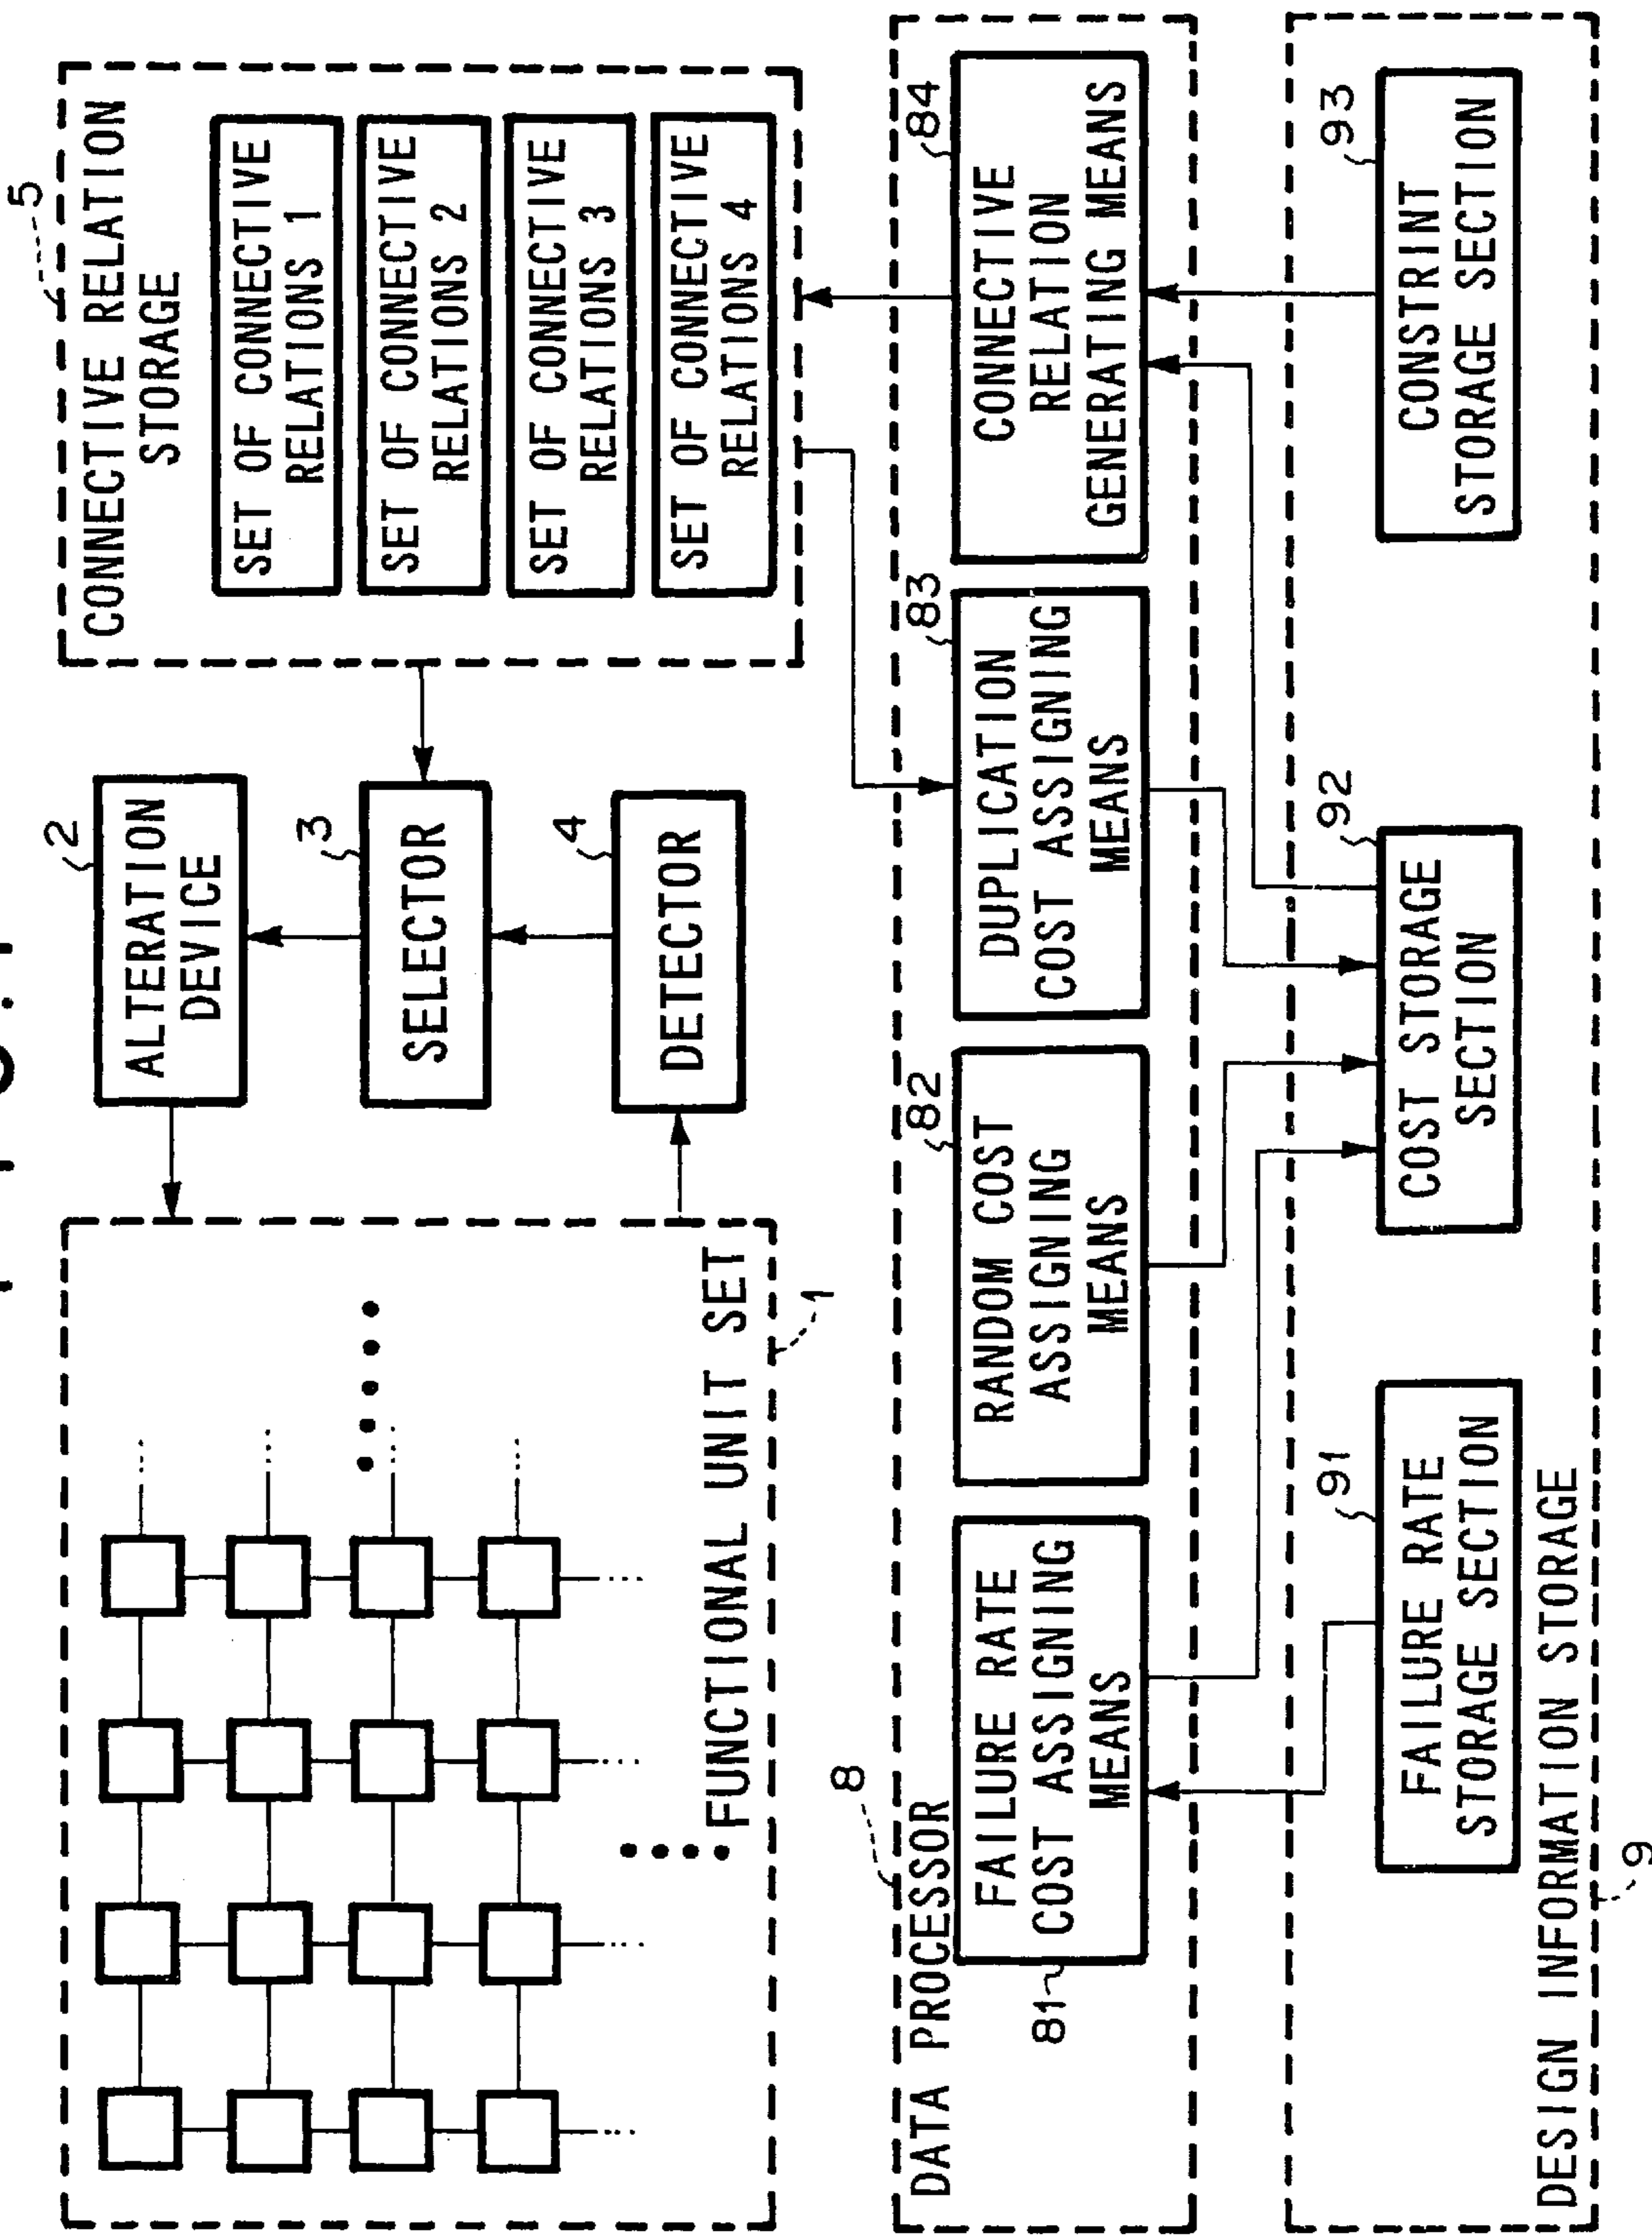 5
CONNECTIVE RELATION
STORAGE
SET OF CONNECTIVE
RELATIONS 1
SET OF CONNECTIVE
RELATIONS 2
SET OF CONNECTIVE
RELATIONS 3
SET OF CONNECTIVE
RELATIONS 4
2
ALTERATION
DEVICE
3
SELECTOR
4
DETECTOR
FUNCTIONAL UNIT SET
1
8
DATA PROCESSOR
81
FAILURE RATE
COST ASSIGNING
MEANS
82
RANDOM COST
ASSIGNING
MEANS
83
DUPLICATION
COST ASSIGNING
MEANS
84
CONNECTIVE
RELATION
GENERATING MEANS
91
FAILURE RATE
STORAGE SECTION
92
COST STORAGE
SECTION
93
CONSTRINT
STORAGE SECTION
DESIGN INFORMATION STORAGE
9